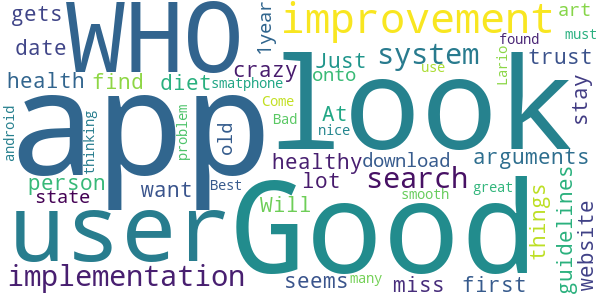 gets
WHO
1year
improvement
art
date
found
must
health
find
diet
crazy
smatphone
Just
onto
system
Lario
trust
stay
app
look
android
thinking
problem
old
Come
Bad
use
At
nice
healthy
download
arguments
person
want
Best
lot
search
state
user
Good
Will
smooth
great
things
guidelines
website
implementation
seems
many
miss
first